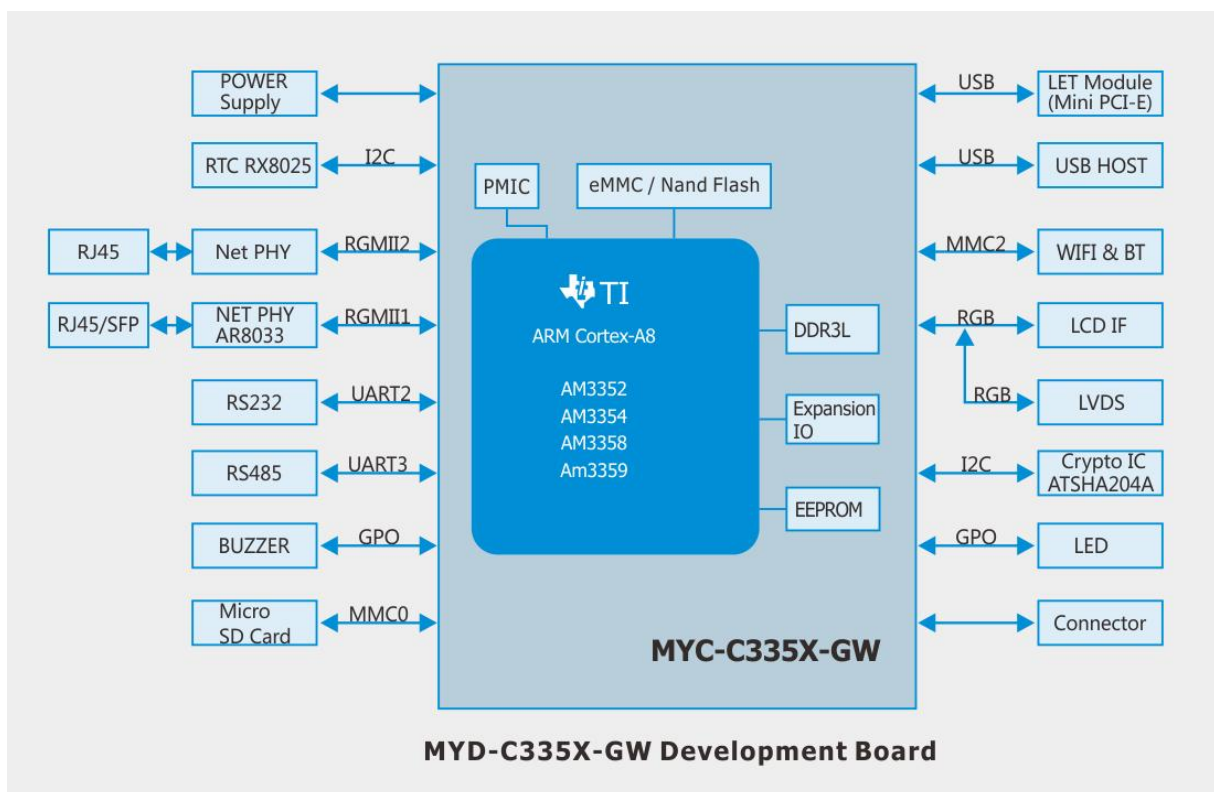 POWER
Supply
USB
LET Module
(Mini PCI-E)
RTC RX8025
I2C
USB
USB HOST
PMIC
eMMC / Nand Flash
RJ45
Net PHY
RGMII2
MMC2
WIFI & BT
TI
RJ45/SFP
NET PHY
AR8033
RGMII1
ARM Cortex-A8
DDR3L
RGB
LCD IF
RS232
UART2
AM3352
AM3354
AM3358
Am3359
Expansion
IO
RGB
LVDS
RS485
UART3
I2C
Crypto IC
ATSHA204A
EEPROM
BUZZER
GPO
GPO
LED
Micro
SD Card
MMC0
Connector
MYC-C335X-GW
MYD-C335X-GW Development Board